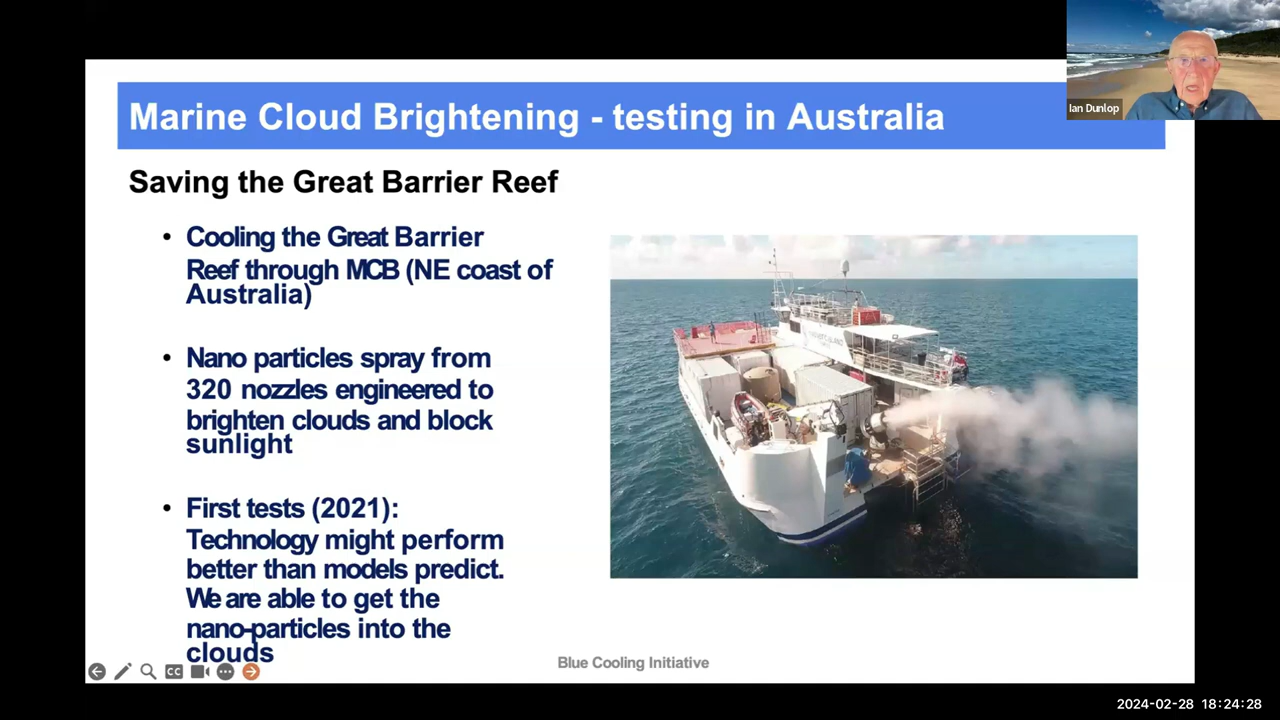 Ian Dunlop
Marine Cloud Brightening - testing in Australia
Saving the Great Barrier Reef
• Cooling the Great Barrier
Reef through MCB (NE coast of
Australia)
• Nano particles spray from
320 nozzles engineered to
brighten clouds and block
sunlight
• First tests (2021):
Technology might perform
better than models predict.
We are able to get the
nano-particles into the
clouds
CC
Blue Cooling Initiative
2024-02-28 18:24:28